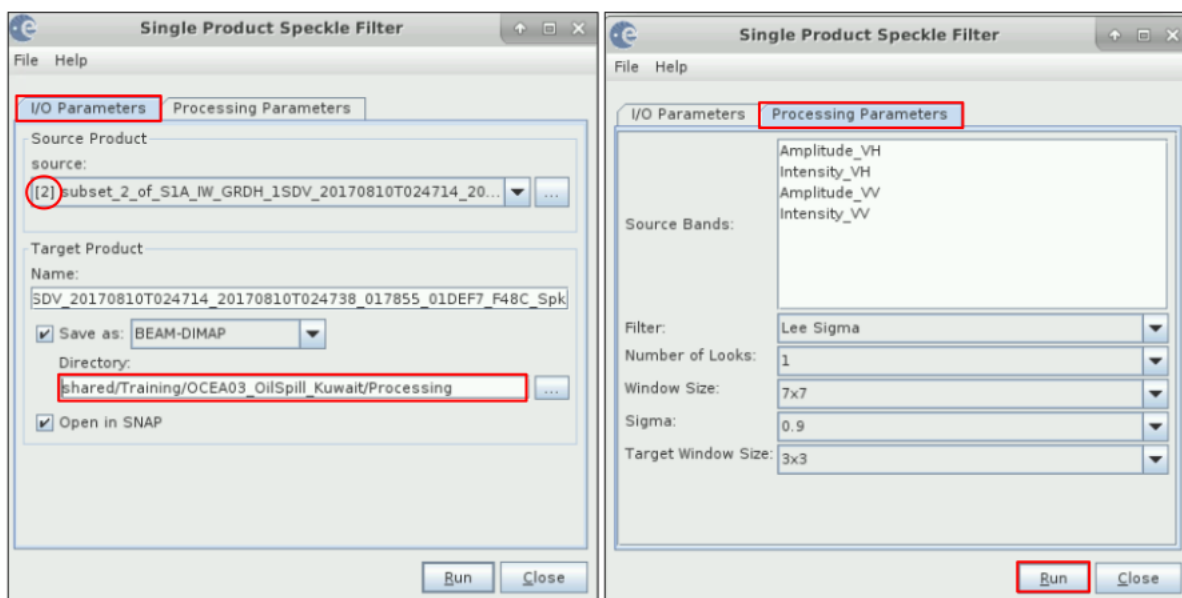 Single Product Speckle Filter
File Help
I/O Parameters Processing Parameters
Source Product
source:
[2] subset_2_of_S1A_IW_GRDH_1SDV_20170810T024714_20... ...
Target Product
Name:
SDV_20170810T024714_20170810T024738_017855_01DEF7_F48C_Spk
Save as: BEAM-DIMAP
Directory:
shared/Training/OCEA03_OilSpill_Kuwait/Processing ...
Open in SNAP
Run Close
Single Product Speckle Filter
File Help
I/O Parameters Processing Parameters
Source Bands:
Amplitude_VH
Intensity_VH
Amplitude_VV
Intensity_VV
Filter: Lee Sigma
Number of Looks: 1
Window Size: 7x7
Sigma: 0.9
Target Window Size: 3x3
Run Close